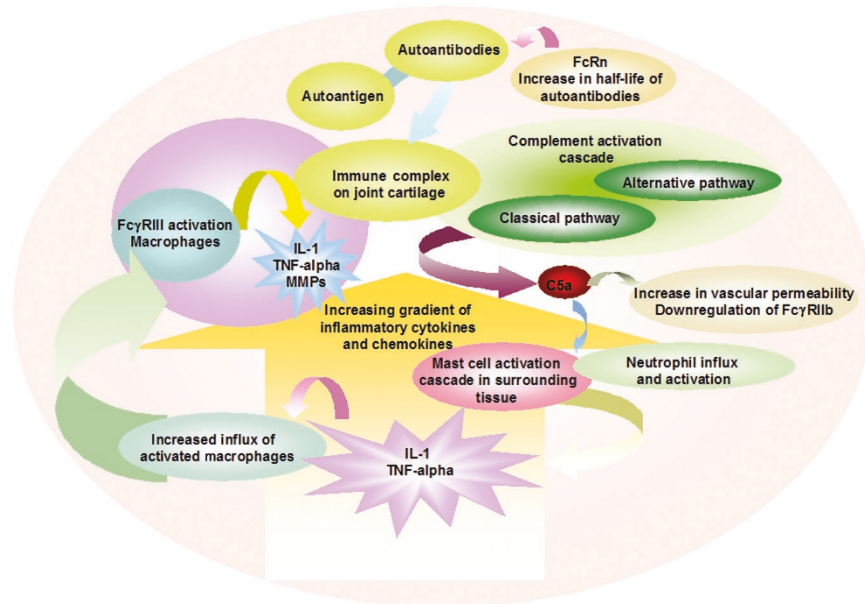 Autoantibodies
FcRn
Increase in half-life of
autoantibodies
Autoantigen
Complement activation
cascade
Immune complex
on joint cartilage
Alternative pathway
Classical pathway
FcγRIII activation
Macrophages
IL-1
TNF-alpha
MMPs
C5a
Increase in vascular permeability
Downregulation of FcγRIIb
Increasing gradient of
inflammatory cytokines
and chemokines
Mast cell activation
cascade in surrounding
tissue
Neutrophil influx
and activation
Increased influx of
activated macrophages
IL-1
TNF-alpha